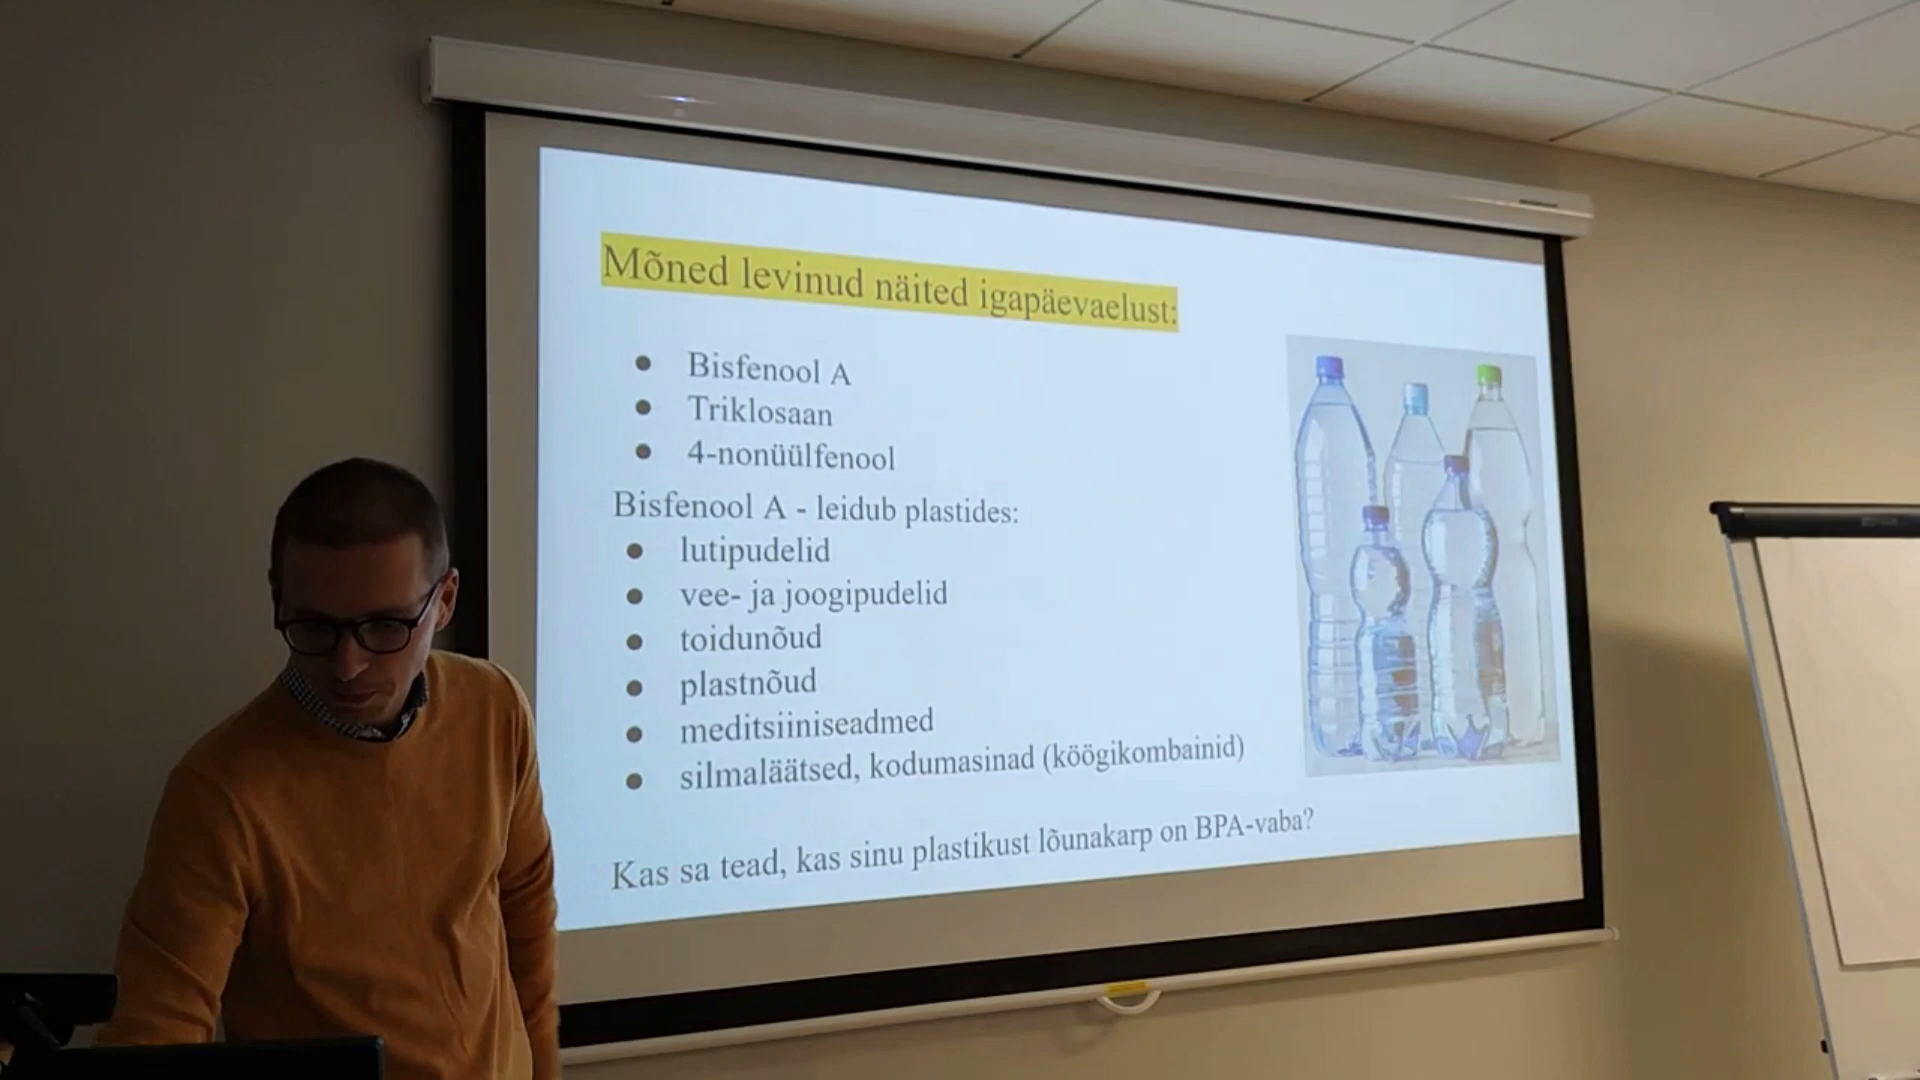 Mõned levinud näited igapäevaelust:
● Bisfenool A
● Triklosaan
● 4-nonüülfenool
Bisfenool A - leidub plastides:
● lutipudelid
● vee- ja joogipudelid
● toidunõud
● plastnõud
● meditsiiniseadmed
● silmaläätsed, kodumasinad (köögikombainid)
Kas sa tead, kas sinu plastikust lõunakarp on BPA-vaba?